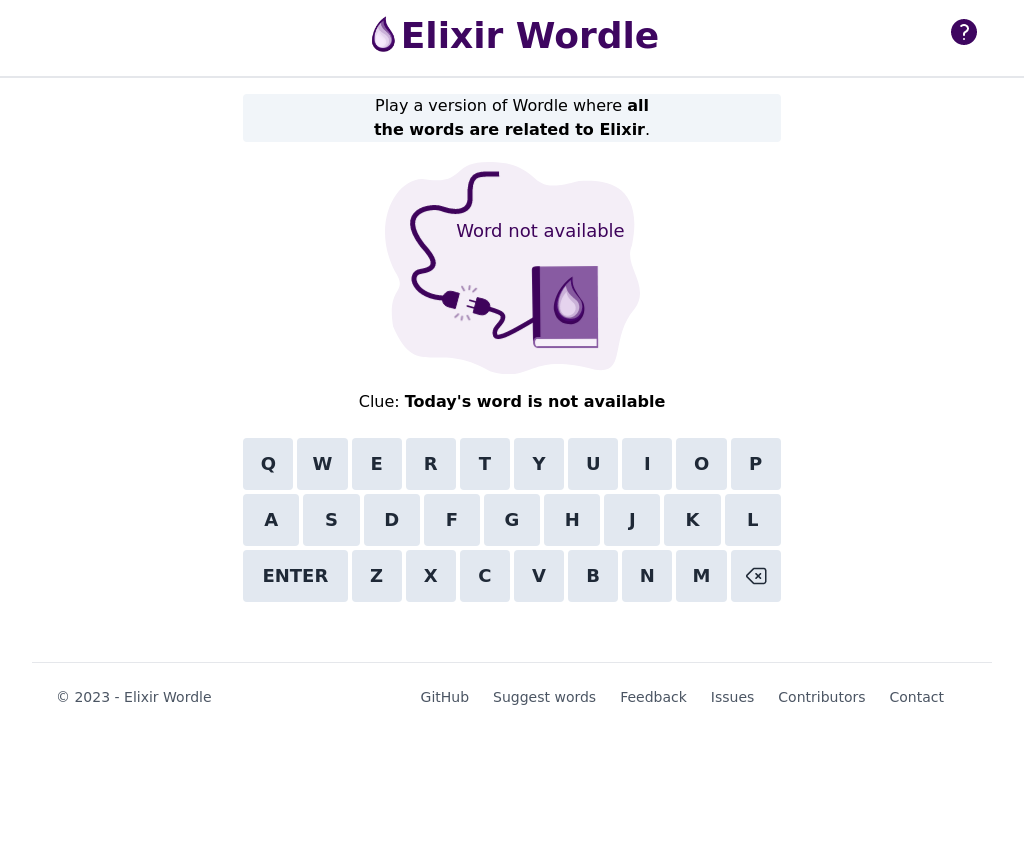 Elixir Wordle
?
Play a version of Wordle where all
the words are related to Elixir.
Word not available
Clue: Today's word is not available
Q W E R T Y U I O P
A S D F G H J K L
ENTER Z X C V B N M
© 2023 - Elixir Wordle GitHub Suggest words Feedback Issues Contributors Contact